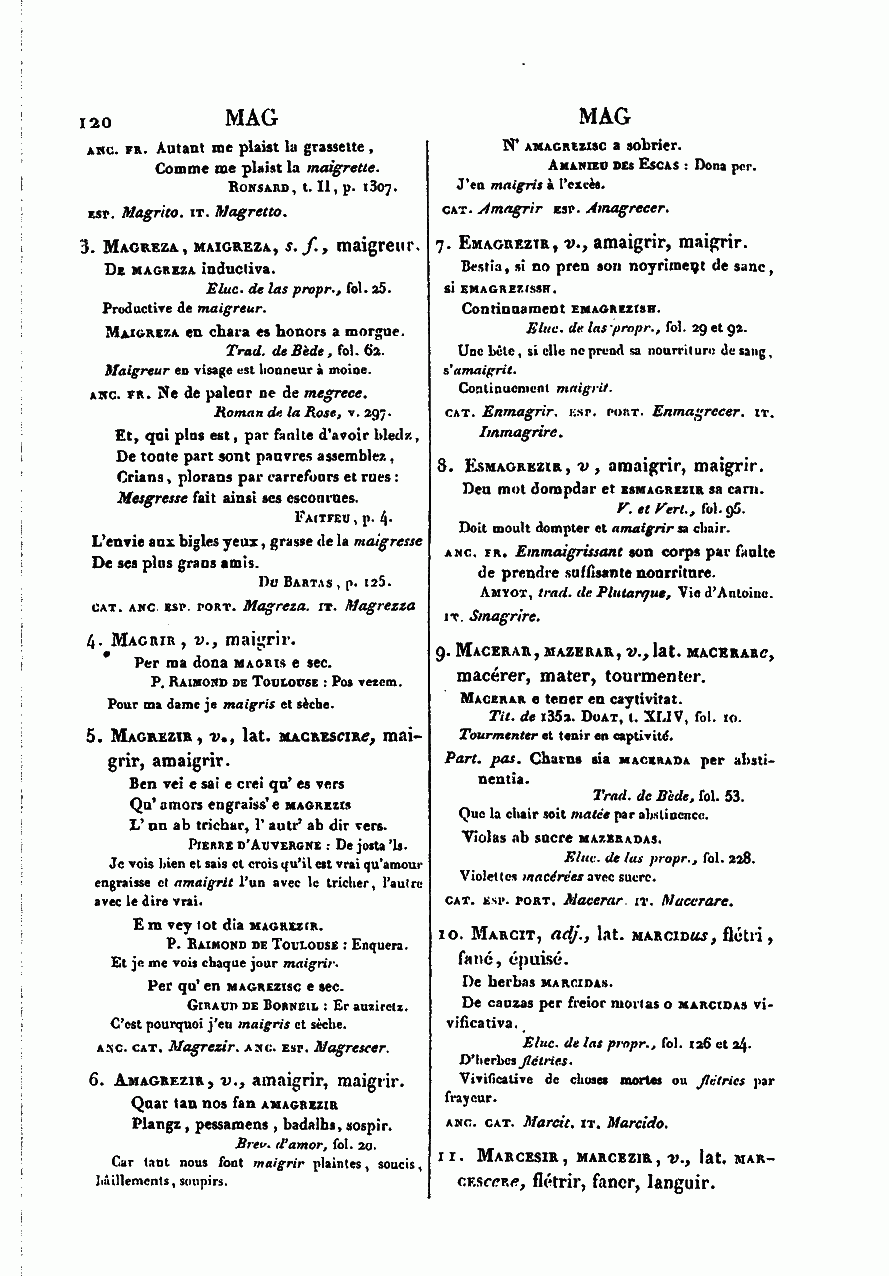 120 MAG MAG
ANC. FR. Autant me plaist la grassette,
Comme me plaist la maigrette.
RONSARD, t. II, p. 1307.
ESP. Magrito. IT. Magretto.
3. MAGREZA, MAIGREZA, s. f., maigreur.
DE MAGREZA inductiva.
Eluc. de las propr., fol. 25.
Productive de maigreur.
MAIGREZA en chara es honors a morgue.
Trad. de Bède, fol. 62.
Maigreur en visage est honneur à moine.
ANC. FR. Ne de paleur ne de megrece.
Roman de la Rose, v. 297.
Et, qui plus est, par faulte d'avoir bledz,
De toute part sont pauvres assemblez,
Crians, plorans par carrefours et rues:
Mesgresse fait ainsi ses escourues.
FAITFEU, p. 4.
L'envie aux bigles yeux, grasse de la maigresse
De ses plus grans amis.
DU BARTAS, p. 125.
CAT. ANC. ESP. PORT. Magreza. IT. Magrezza
4. MAGRIR, v., maigrir.
Per ma dona MAGRIS e sec.
P. RAIMOND DE TOULOUSE : Pos vezem.
Pour ma dame je maigris et sèche.
5. MAGREZIR, v., lat. MACRESCIRe, mai-
grir, amaigrir.
Ben vei e sai e crei qu' es vers
Qu' amors engraiss' e MAGREZIS
L' un ab trichar, l' autr' ab dir vers.
PIERRE D'AUVERGNE : De josta 'ls.
Je vois bien et sais et crois qu'il est vrai qu'amour
engraisse et amaigrit l'un avec le tricher, l'autre
avec le dire vrai.
E m vey tot dia MAGREZIR.
P. RAIMOND DE TOULOUSE : Enquera.
Et je me vois chaque jour maigrir.
Per qu' en MAGREZISC e sec.
GIRAUD DE BORNEIL : Er auziretz.
C'est pourquoi j'en maigris et sèche.
ANC. CAT. Magrezir. ANC. ESP. Magrescer.
6. AMAGREZIR, v., amaigrir, maigrir.
Quar tan nos fan AMAGREZIR
Plangz, pessamens, badalhs, sospir.
Brev. d'amor, fol. 20.
Car tant nous font maigrir plaintes, soucis,
bâillements, soupirs.
N' AMAGREZISC a sobrier.
AMANIEU DES ESCAS : Dona per.
J'en maigris à l'excès.
CAT. Amagrir ESP. Amagrecer.
7. EMAGREZIR, v., amaigrir, maigrir.
Bestia, si no pren son noyriment de sanc,
si EMAGREZISSH.
Continuament EMAGREZISH.
Eluc. de las propr., fol. 29 et 92.
Une bête, si elle ne prend sa nourriture de sang,
s'amaigrit.
Continuement maigrit.
CAT. Enmagrir. ESP. PORT. Enmagrecer. IT.
Immagrire.
8. ESMAGREZIR, v, amaigrir, maigrir.
Deu mot dompdar et ESMAGREZIR sa carn.
V. et Vert., fol. 95.
Doit moult dompter et amaigrir sa chair.
ANC. FR. Emmaigrissant son corps par faulte
de prendre suffisante nourriture.
AMYOT, trad. de Plutarque, Vie d'Antoine.
IT. Smagrire.
9. MACERAR, MAZERAR, v., lat. MACERARe,
macérer, mater, tourmenter.
MACERAR e tener en caytivitat.
Tit. de 1352. DOAT, t. XLIV, fol. 10.
Tourmenter et tenir en captivité.
Part. pas. Charns sia MACERADA per absti-
nentia.
Trad. de Bède, fol. 53.
Que la chair soit matée par abstinence.
Violas ab sucre MAZERADAS.
Eluc. de las propr., fol. 228.
Violettes macérées avec sucre.
CAT. ESP. PORT. Macerar. IT. Macerare.
10. MARCIT, adj., lat. MARCIDus, flétri,
fané, épuisé.
De herbas MARCIDAS.
De cauzas per freior mortas o MARCIDAS vi-
vificativa.
Eluc. de las propr., fol. 126 et 24.
D'herbes flétries.
Vivificative de choses mortes ou flétries par
frayeur.
ANC. CAT. Marcit. IT. Marcido.
11. MARCESIR, MARCEZIR, v., lat. MAR-
CEScere, flétrir, faner, languir.